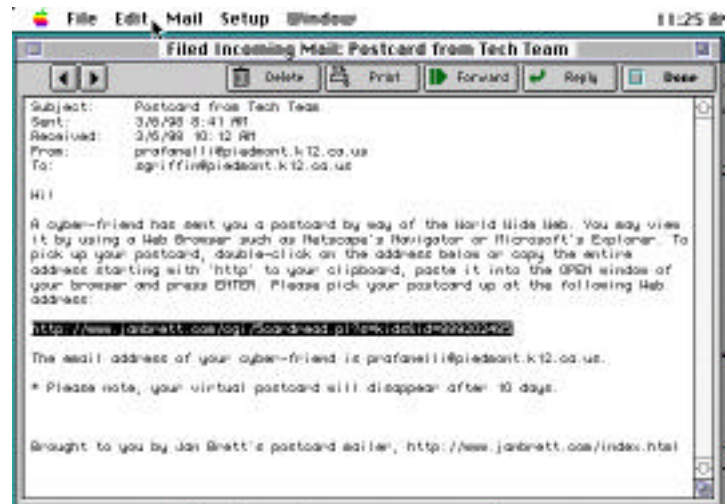 File Edit Mail Setup Window 11:25
Filed Incoming Mail: Postcard from Tech Team
Delete Print Forward Reply Done
Subject: Postcard from Tech Team
Sent: 3/6/98 8:41 AM
Received: 3/6/98 10:12 AM
From: prafanelli@piedmont.k12.ca.us
To: sgriffin@piedmont.k12.ca.us
Hi!
A cyber-friend has sent you a postcard by way of the World Wide Web. You may view
it by using a Web Browser such as Netscape's Navigator or Microsoft's Explorer. To
pick up your postcard, double-click on the address below or copy the entire
address starting with 'http' to your clipboard, paste it into the OPEN window of
your browser and press ENTER. Please pick your postcard up at the following Web
address:
The email address of your cyber-friend is prafanelli@piedmont.k12.ca.us.
* Please note, your virtual postcard will disappear after 10 days.
Brought to you by Jan Brett's postcard mailer, http://www.janbrett.com/index.html